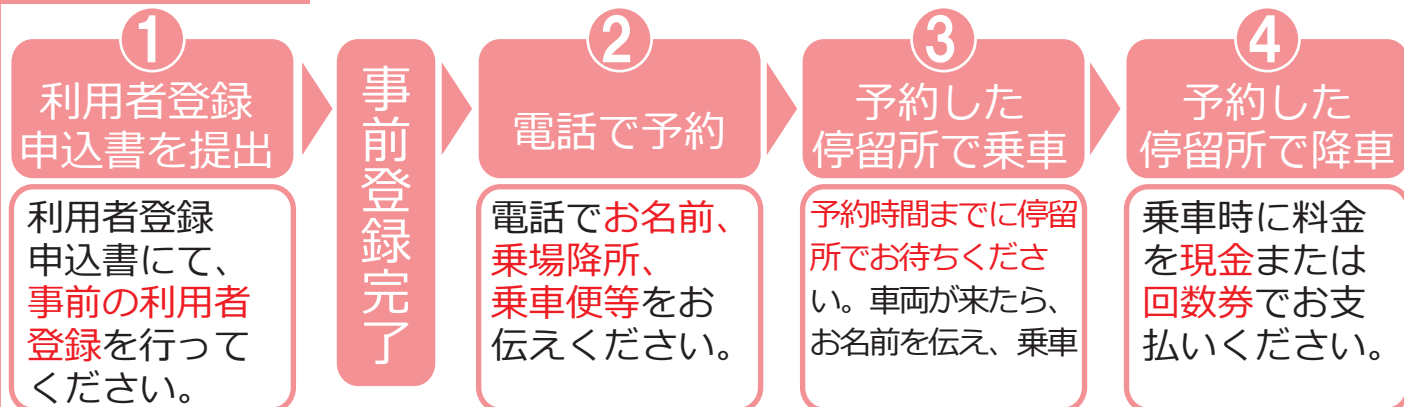 1
利用者登録
申込書を提出
利用者登録
申込書にて、
事前の利用者
登録を行って
ください。
事前登録完了
2
電話で予約
電話でお名前、
乗場降所、
乗車便等をお
伝えください。
3
予約した
停留所で乗車
予約時間までに停留
所でお待ちくださ
い。車両が来たら、
お名前を伝え、乗車
4
予約した
停留所で降車
乗車時に料金
を現金または
回数券でお支
払いください。